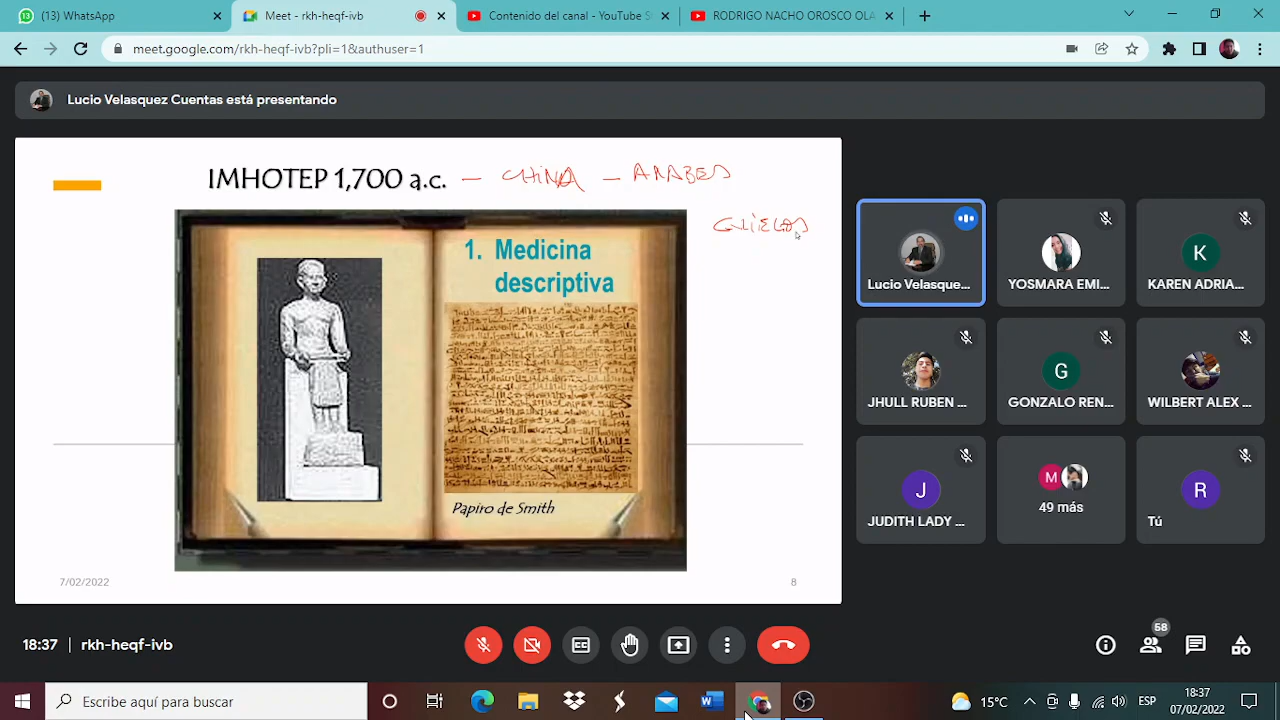 (13) WhatsApp
Meet - rkh-heqf-ivb
Contenido del canal - YouTube S
RODRIGO NACHO OROSCO OLA
meet.google.com/rkh-heqf-ivb?pli=1&authuser=1
Lucio Velasquez Cuentas está presentando
IMHOTEP 1,700 a.c. – CHINA – ARABES
1. Medicina
descriptiva
Papiro de Smith
7/02/2022
8
Lucio Velasque...
YOSMARA EMI...
K
KAREN ADRIA...
JHULL RUBEN ...
G
GONZALO REN...
WILBERT ALEX ...
J
JUDITH LADY ...
M
49 más
R
Tú
18:37 | rkh-heqf-ivb
CC
58
Escribe aquí para buscar
15°C
ESP
18:37
07/02/2022